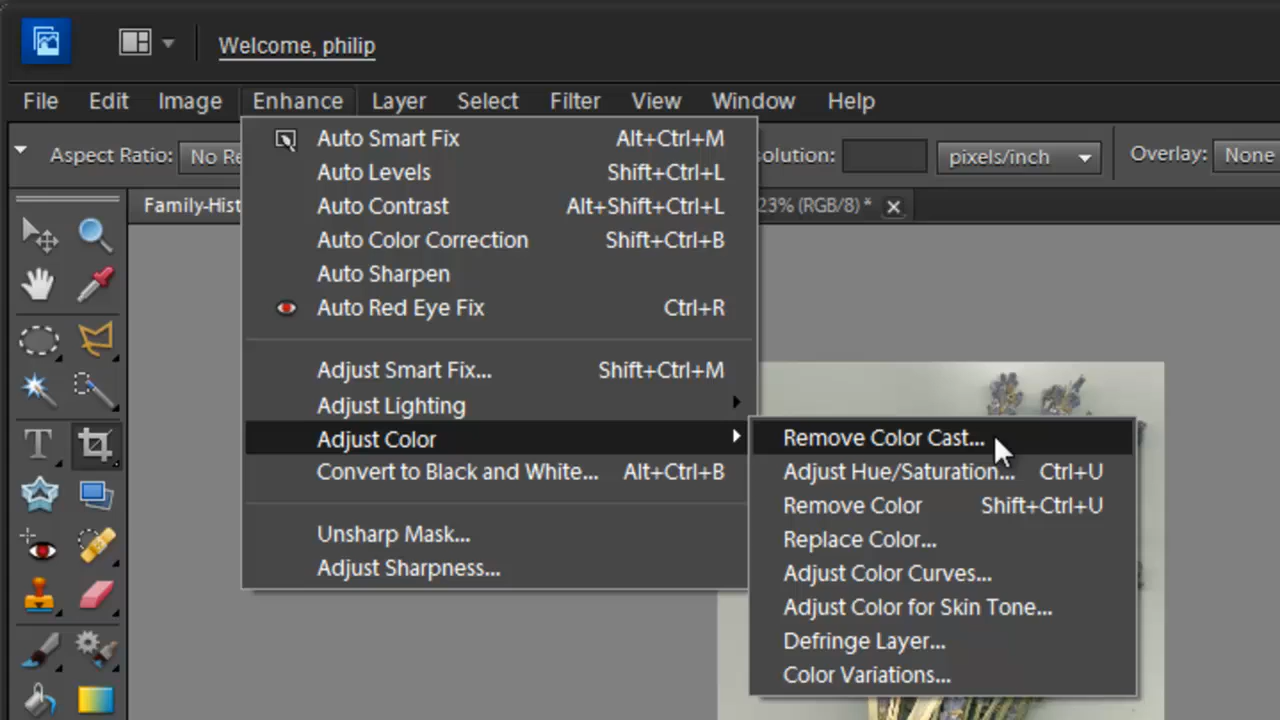 Welcome, philip
File Edit Image Enhance Layer Select Filter View Window Help
Aspect Ratio: No Re
solution: pixels/inch Overlay: None
Family-Hist
23% (RGB/8) *
Auto Smart Fix Alt+Ctrl+M
Auto Levels Shift+Ctrl+L
Auto Contrast Alt+Shift+Ctrl+L
Auto Color Correction Shift+Ctrl+B
Auto Sharpen
Auto Red Eye Fix Ctrl+R
Adjust Smart Fix... Shift+Ctrl+M
Adjust Lighting
Adjust Color
Convert to Black and White... Alt+Ctrl+B
Unsharp Mask...
Adjust Sharpness...
Remove Color Cast...
Adjust Hue/Saturation... Ctrl+U
Remove Color Shift+Ctrl+U
Replace Color...
Adjust Color Curves...
Adjust Color for Skin Tone...
Defringe Layer...
Color Variations...
T